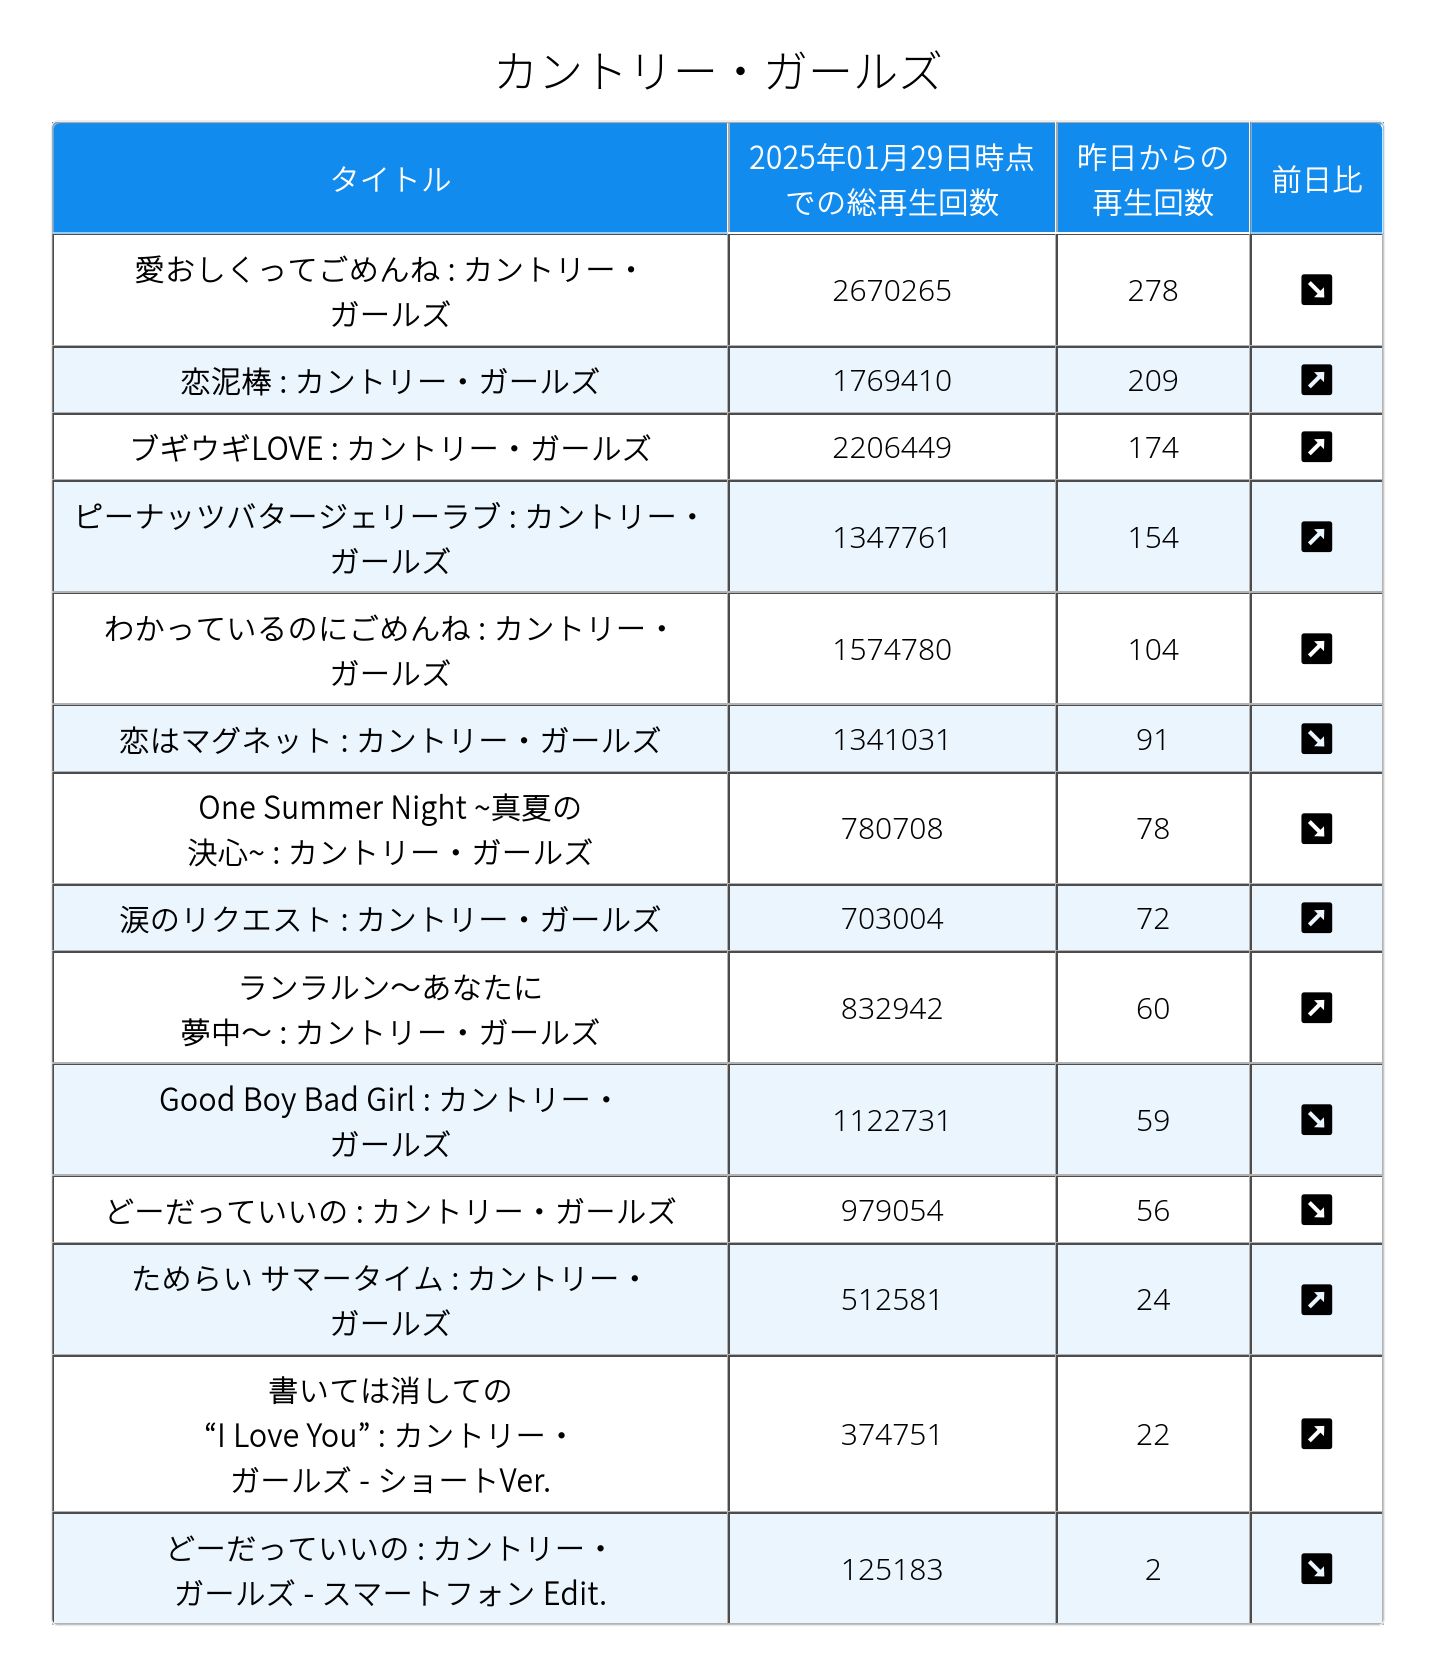 カントリー・ガールズ
タイトル
2025年01月29日時点
での総再生回数
昨日からの
再生回数
前日比
愛おしくってごめんね : カントリー・
ガールズ
2670265
278
↘
恋泥棒 : カントリー・ガールズ
1769410
209
↗
ブギウギLOVE : カントリー・ガールズ
2206449
174
↗
ピーナッツバタージェリーラブ : カントリー・
ガールズ
1347761
154
↗
わかっているのにごめんね : カントリー・
ガールズ
1574780
104
↗
恋はマグネット : カントリー・ガールズ
1341031
91
↘
One Summer Night ~真夏の
決心~ : カントリー・ガールズ
780708
78
↘
涙のリクエスト : カントリー・ガールズ
703004
72
↗
ランラルン～あなたに
夢中～ : カントリー・ガールズ
832942
60
↗
Good Boy Bad Girl : カントリー・
ガールズ
1122731
59
↘
どーだっていいの : カントリー・ガールズ
979054
56
↘
ためらい サマータイム : カントリー・
ガールズ
512581
24
↗
書いては消しての
“I Love You” : カントリー・
ガールズ - ショートVer.
374751
22
↗
どーだっていいの : カントリー・
ガールズ - スマートフォン Edit.
125183
2
↘